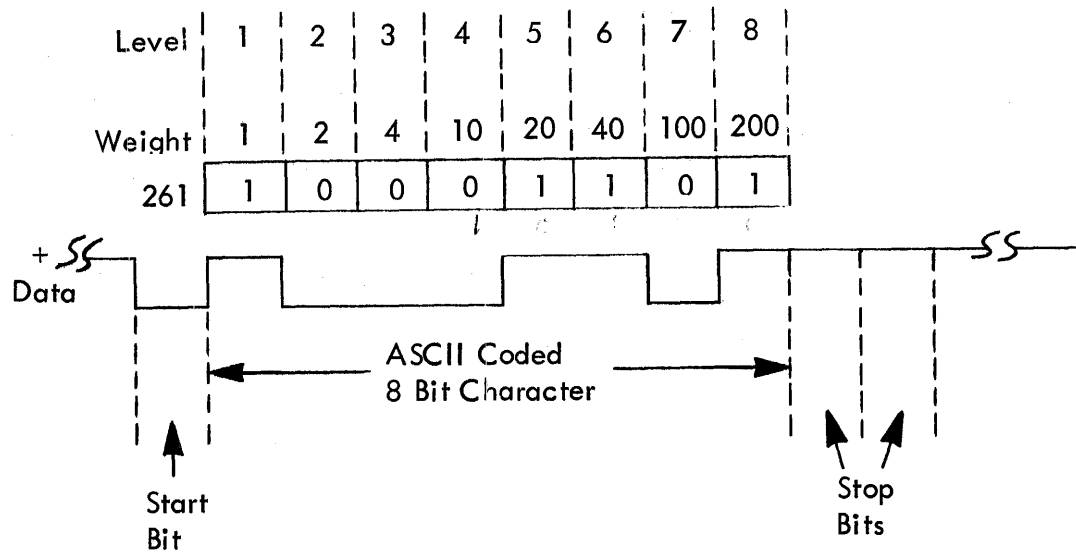 Level 1 2 3 4 5 6 7 8
Weight 1 2 4 10 20 40 100 200
261 1 0 0 0 1 1 0 1
+
Data
ASCII Coded
8 Bit Character
Start
Bit
Stop
Bits